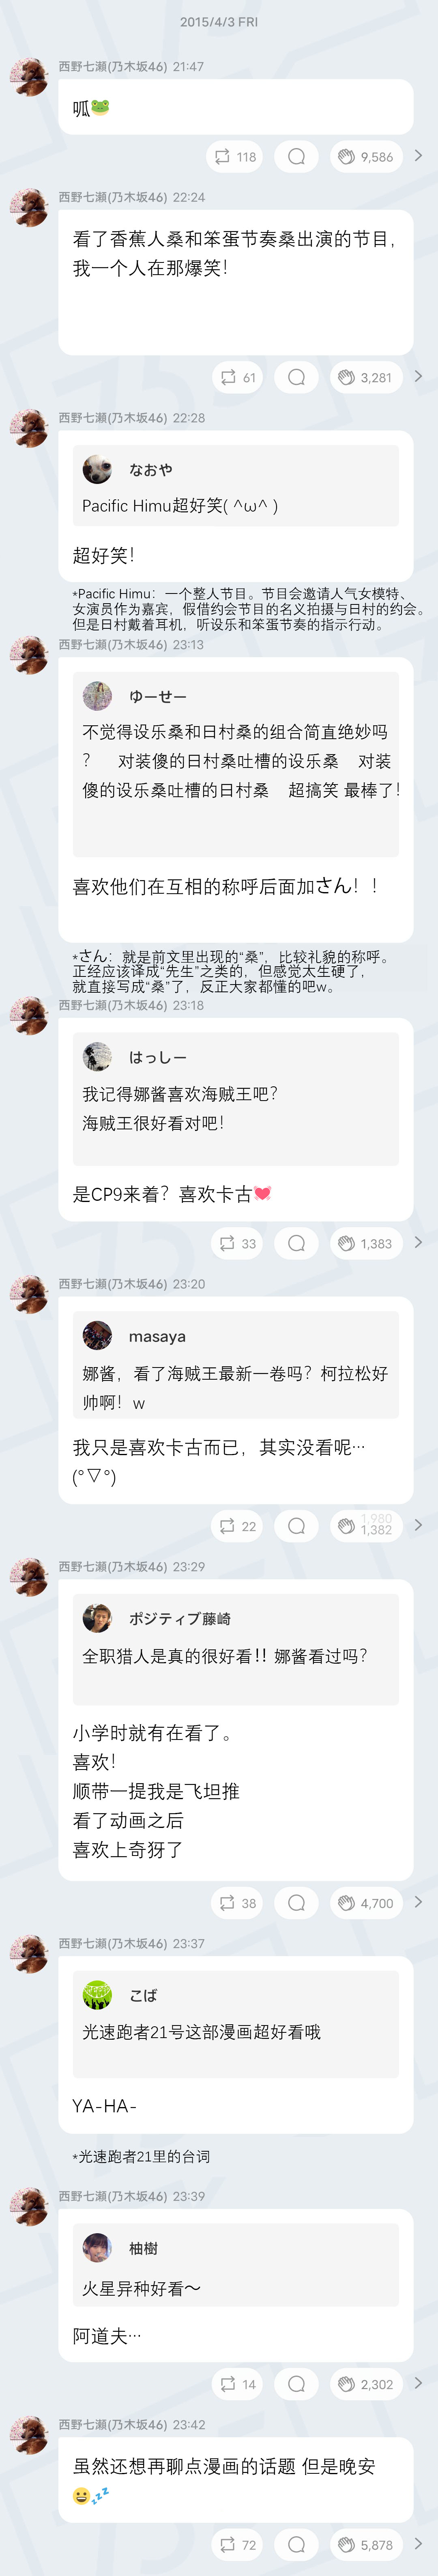 2015/4/3 FRI
西野七瀬(乃木坂46) 21:47
呱🐸
118
9,586
西野七瀬(乃木坂46) 22:24
看了香蕉人桑和笨蛋节奏桑出演的节目，
我一个人在那爆笑！
61
3,281
西野七瀬(乃木坂46) 22:28
なおや
Pacific Himu超好笑( ^ω^ )
超好笑！
*Pacific Himu：一个整人节目。节目会邀请人气女模特、
女演员作为嘉宾，假借约会节目的名义拍摄与日村的约会。
但是日村戴着耳机，听设乐和笨蛋节奏的指示行动。
西野七瀬(乃木坂46) 23:13
ゆーせー
不觉得设乐桑和日村桑的组合简直绝妙吗
？ 对装傻的日村桑吐槽的设乐桑 对装
傻的设乐桑吐槽的日村桑 超搞笑 最棒了！
喜欢他们在互相的称呼后面加さん！！
*さん：就是前文里出现的“桑”，比较礼貌的称呼。
正经应该译成“先生”之类的，但感觉太生硬了，
就直接写成“桑”了，反正大家都懂的吧w。
西野七瀬(乃木坂46) 23:18
はっしー
我记得娜酱喜欢海贼王吧？
海贼王很好看对吧！
是CP9来着？喜欢卡古💓
33
1,383
西野七瀬(乃木坂46) 23:20
masaya
娜酱，看了海贼王最新一卷吗？柯拉松好
帅啊！w
我只是喜欢卡古而已，其实没看呢…
(°▽°)
22
1,980
1,382
西野七瀬(乃木坂46) 23:29
ポジティブ藤崎
全职猎人是真的很好看!! 娜酱看过吗？
小学时就有在看了。
喜欢！
顺带一提我是飞坦推
看了动画之后
喜欢上奇犽了
38
4,700
西野七瀬(乃木坂46) 23:37
こば
光速跑者21号这部漫画超好看哦
YA-HA-
*光速跑者21里的台词
西野七瀬(乃木坂46) 23:39
柚樹
火星异种好看～
阿道夫…
14
2,302
西野七瀬(乃木坂46) 23:42
虽然还想再聊点漫画的话题 但是晚安
😀💤
72
5,878